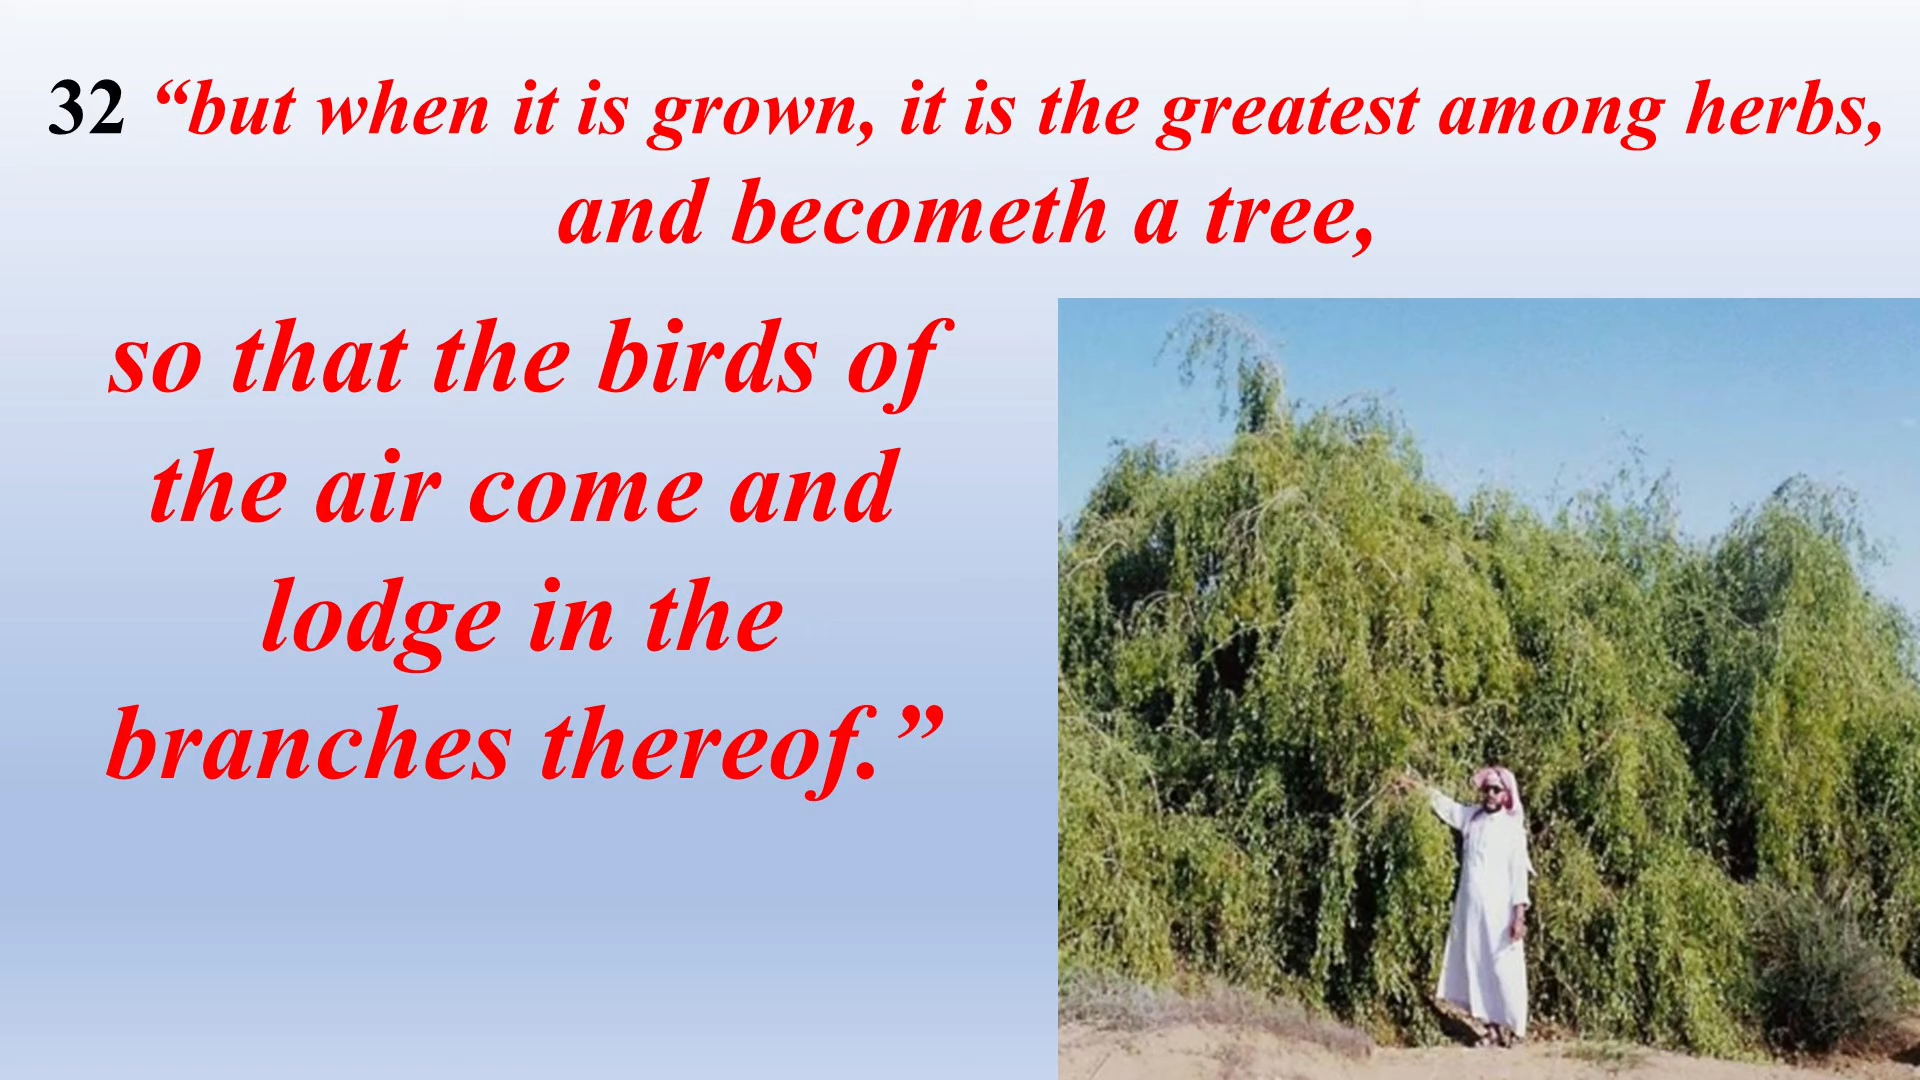 32 “but when it is grown, it is the greatest among herbs,
and becometh a tree,
so that the birds of
the air come and
lodge in the
branches thereof.”